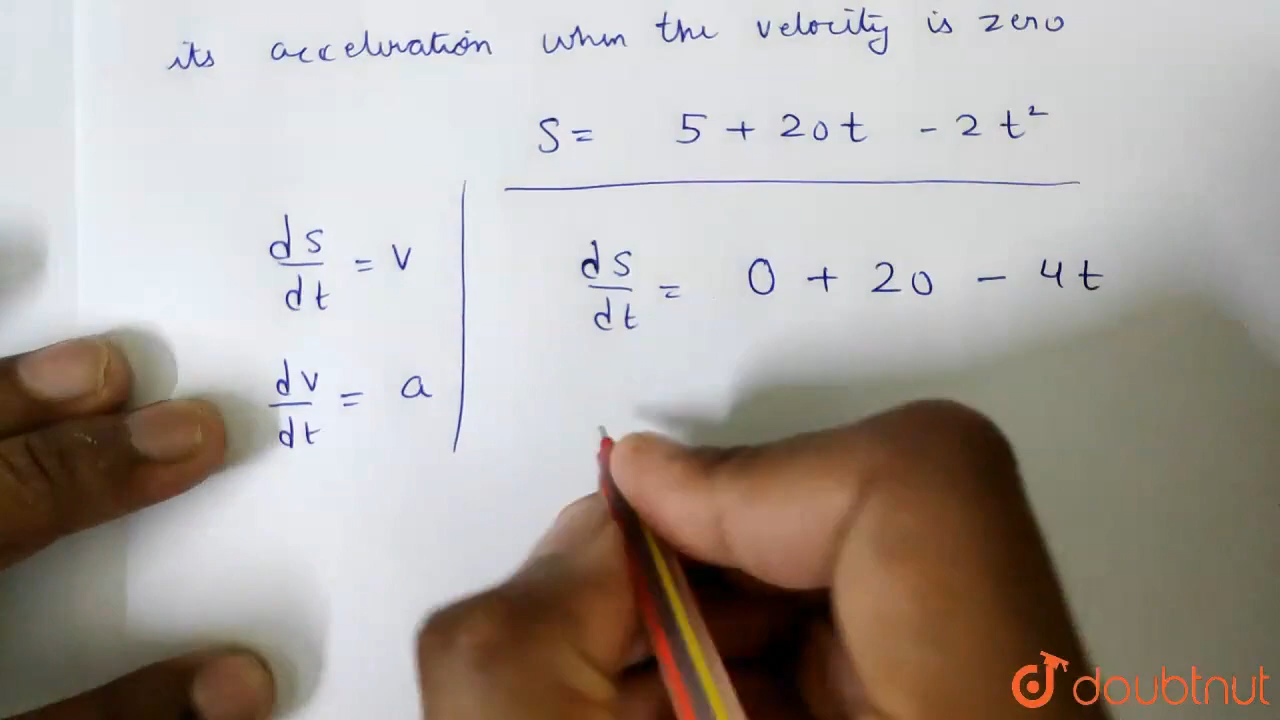 its acceleration when the velocity is zero
S = 5 + 20t - 2t²
ds/dt = v
dv/dt = a
ds/dt = 0 + 20 - 4t
doubtnut